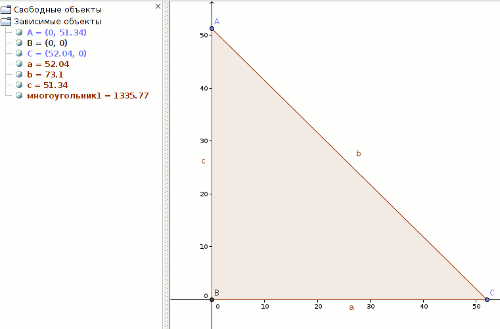 Свободные объекты
Зависимые объекты
A = (0, 51.34)
B = (0, 0)
C = (52.04, 0)
a = 52.04
b = 73.1
c = 51.34
многоугольник1 = 1335.77
A
50
40
b
30
c
20
10
B
C
0
0 10 20 30 40 50
a